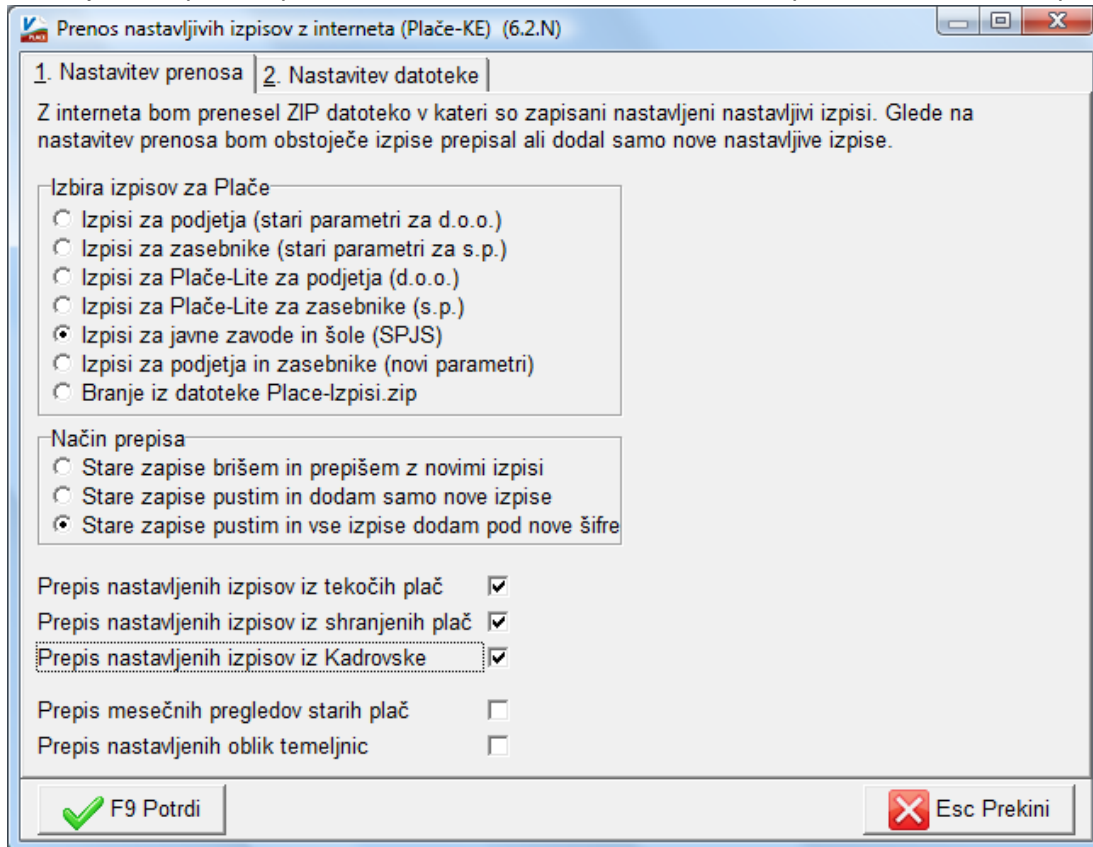 Prenos nastavljivih izpisov z interneta (Plače-KE) (6.2.N)
1. Nastavitev prenosa 2. Nastavitev datoteke
Z interneta bom prenesel ZIP datoteko v kateri so zapisani nastavljeni nastavljivi izpisi. Glede na
nastavitev prenosa bom obstoječe izpise prepisal ali dodal samo nove nastavljive izpise.
Izbira izpisov za Plače
Izpisi za podjetja (stari parametri za d.o.o.)
Izpisi za zasebnike (stari parametri za s.p.)
Izpisi za Plače-Lite za podjetja (d.o.o.)
Izpisi za Plače-Lite za zasebnike (s.p.)
Izpisi za javne zavode in šole (SPJS)
Izpisi za podjetja in zasebnike (novi parametri)
Branje iz datoteke Place-Izpisi.zip
Način prepisa
Stare zapise brišem in prepišem z novimi izpisi
Stare zapise pustim in dodam samo nove izpise
Stare zapise pustim in vse izpise dodam pod nove šifre
Prepis nastavljenih izpisov iz tekočih plač
Prepis nastavljenih izpisov iz shranjenih plač
Prepis nastavljenih izpisov iz Kadrovske
Prepis mesečnih pregledov starih plač
Prepis nastavljenih oblik temeljnic
F9 Potrdi Esc Prekini